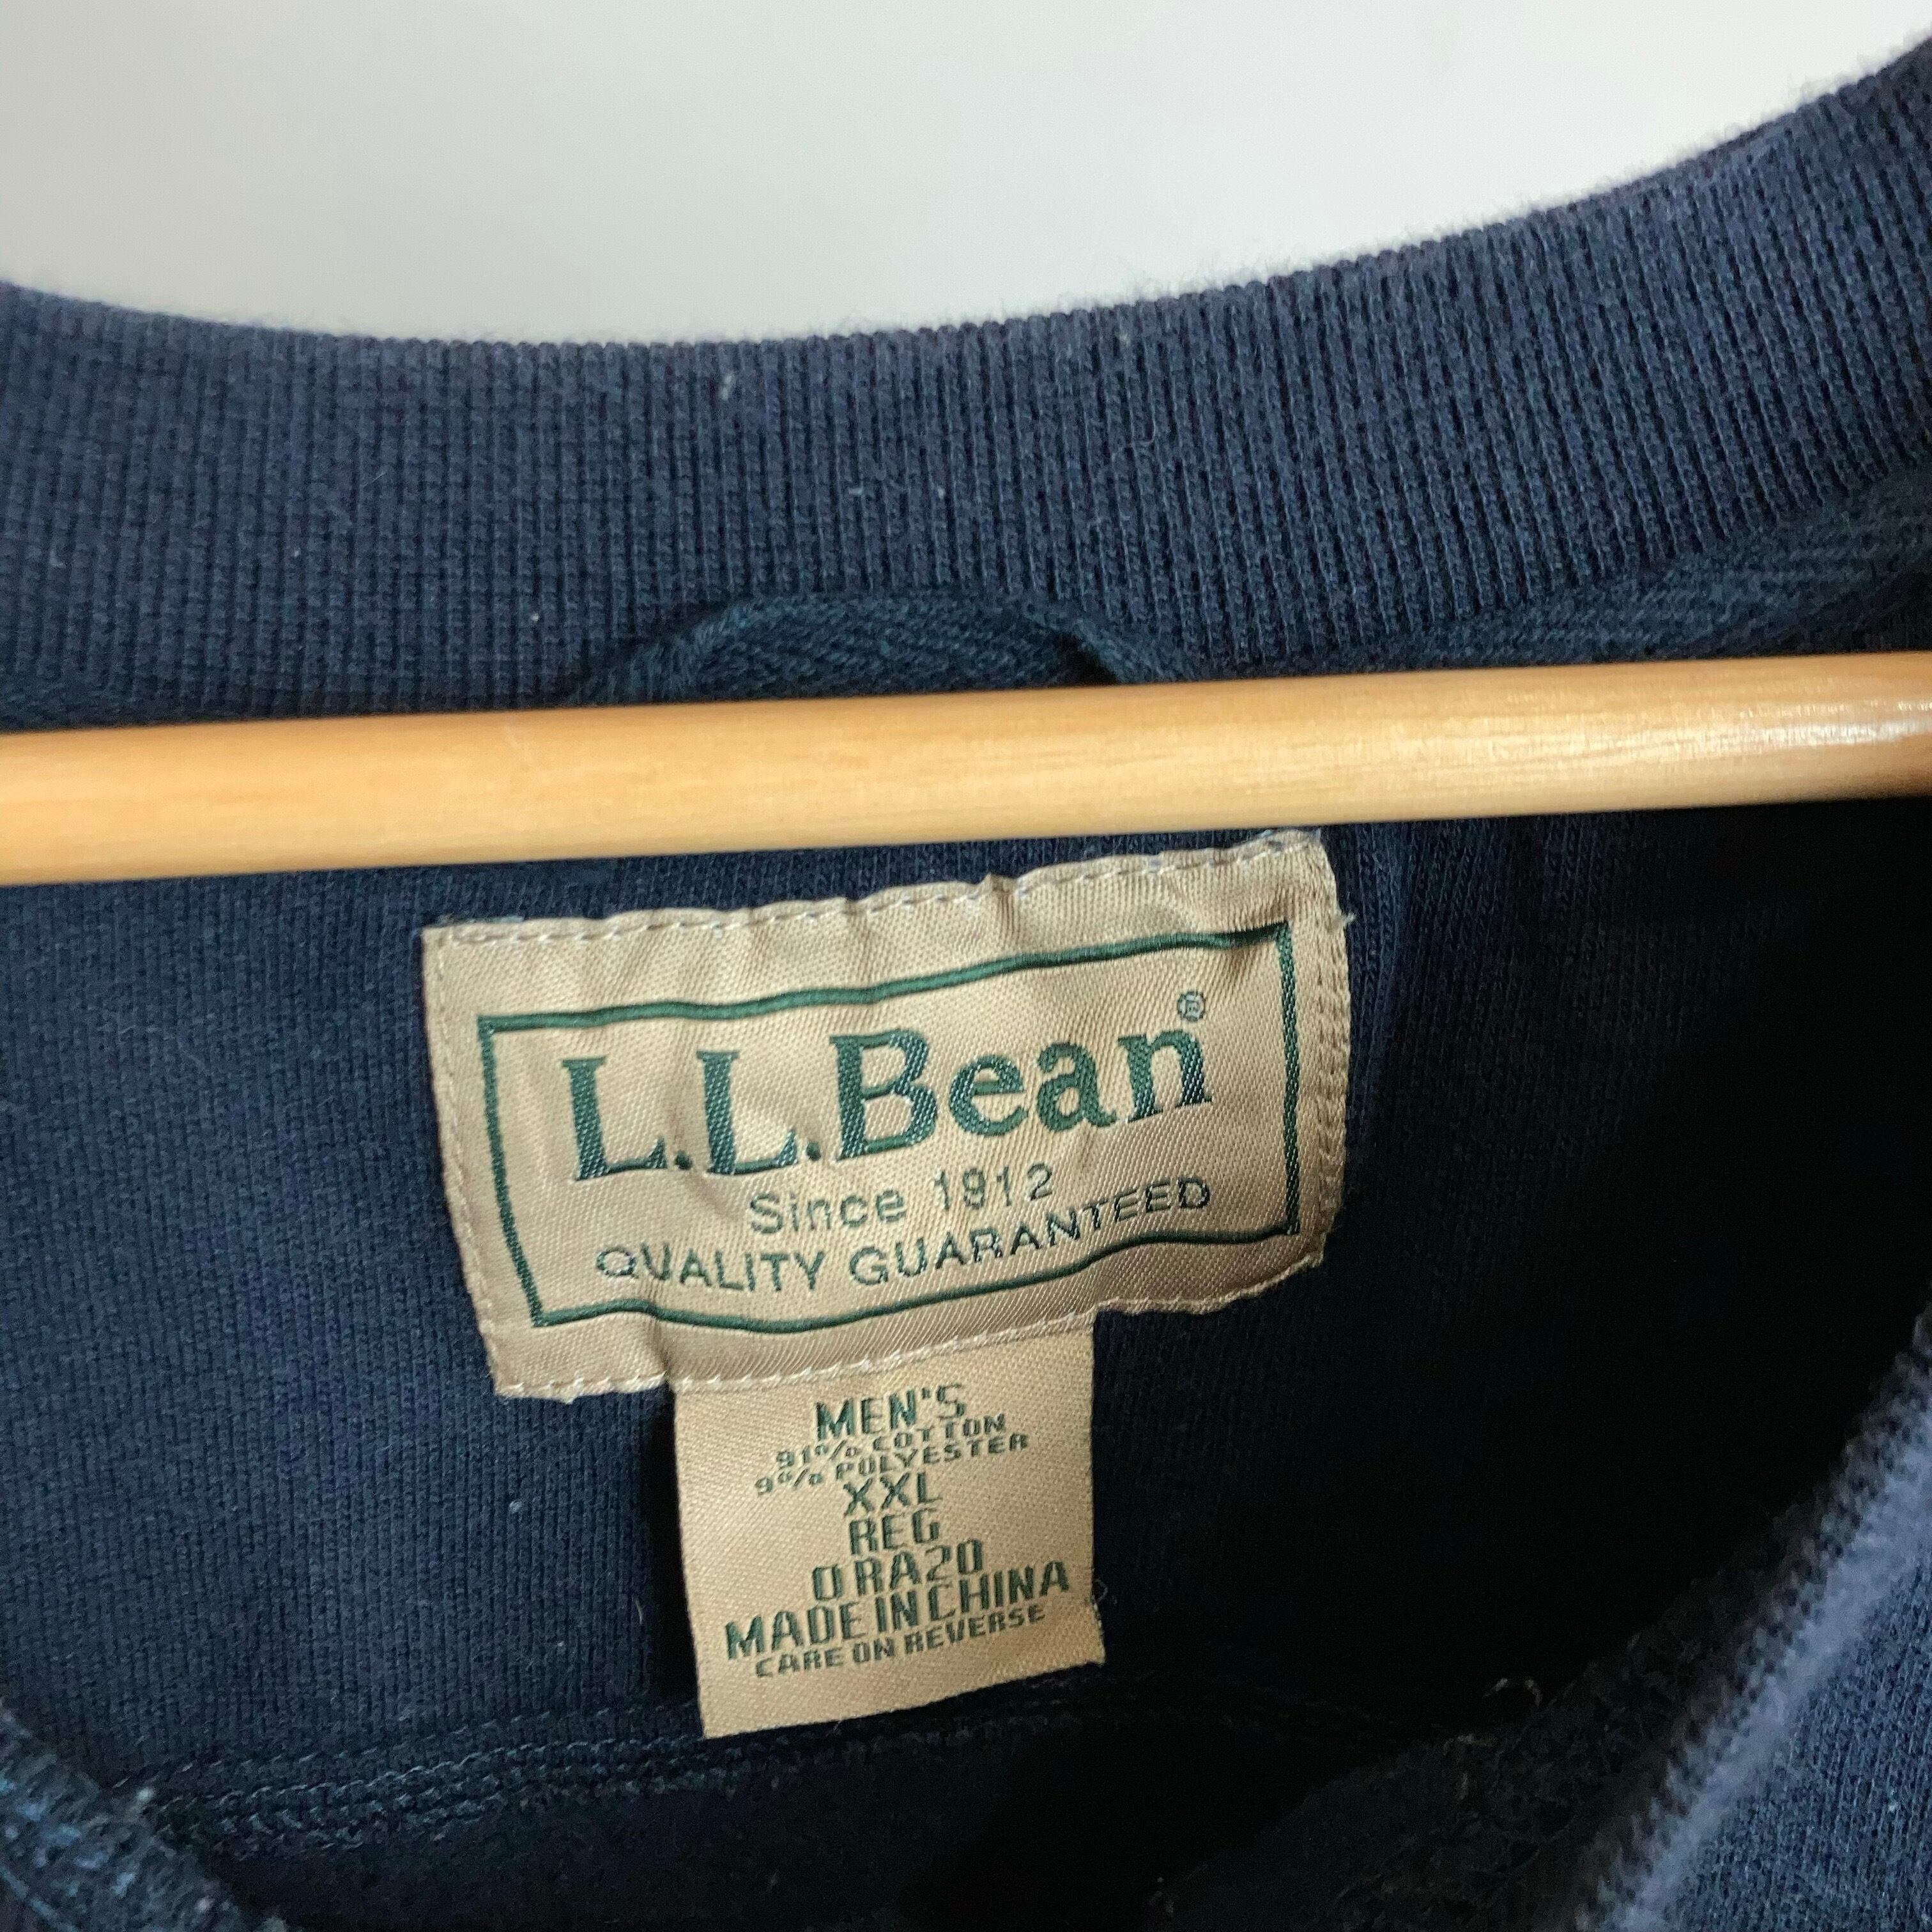 L.L.Bean®
Since 1912
QUALITY GUARANTEED
MEN'S
91% COTTON
9% POLYESTER
XXL
REG
0RA20
MADE IN CHINA
CARE ON REVERSE